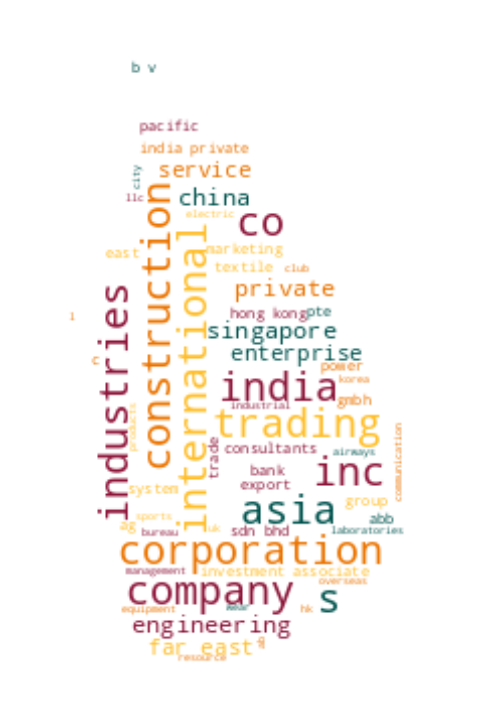 b v
pacific
india private
city
service
llc
china
construction
electric
co
east
marketing
international
textile
club
private
industries
l
hong kong
pte
singapore
enterprise
c
power
korea
india
gmbh
industrial
products
trading
communication
trade
consultants
airways
bank
inc
export
system
group
asia
sports
abb
ag
uk
bureau
sdn bhd
laboratories
corporation
management
investment
associate
overseas
company
s
equipment
wear
hk
engineering
far east
a
resource